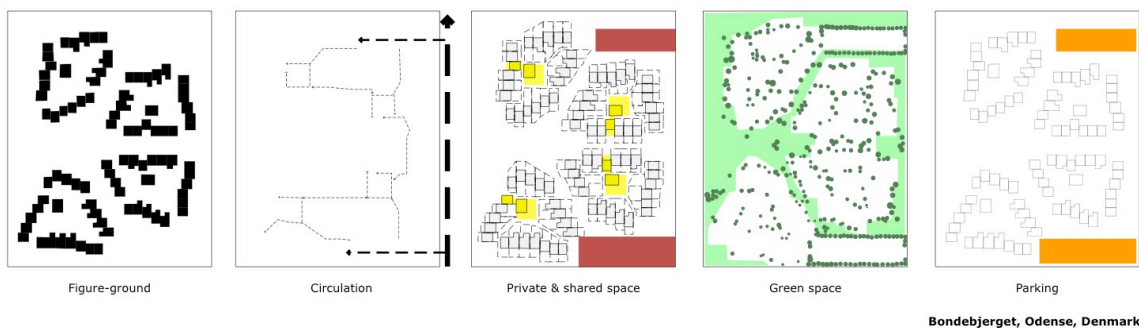 Figure-ground
Circulation
Private & shared space
Green space
Parking
Bondebjerget, Odense, Denmark